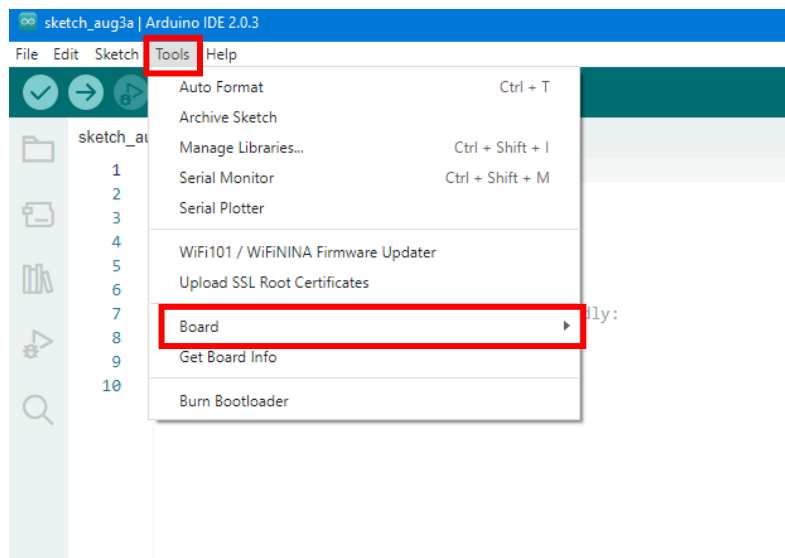 sketch_aug3a | Arduino IDE 2.0.3
File Edit Sketch Tools Help
Auto Format Ctrl + T
Archive Sketch
sketch_au
Manage Libraries... Ctrl + Shift + I
1
Serial Monitor Ctrl + Shift + M
2
Serial Plotter
3
4
WiFi101 / WiFiNINA Firmware Updater
5
Upload SSL Root Certificates
6
7 dly:
Board
8
Get Board Info
9
10
Burn Bootloader